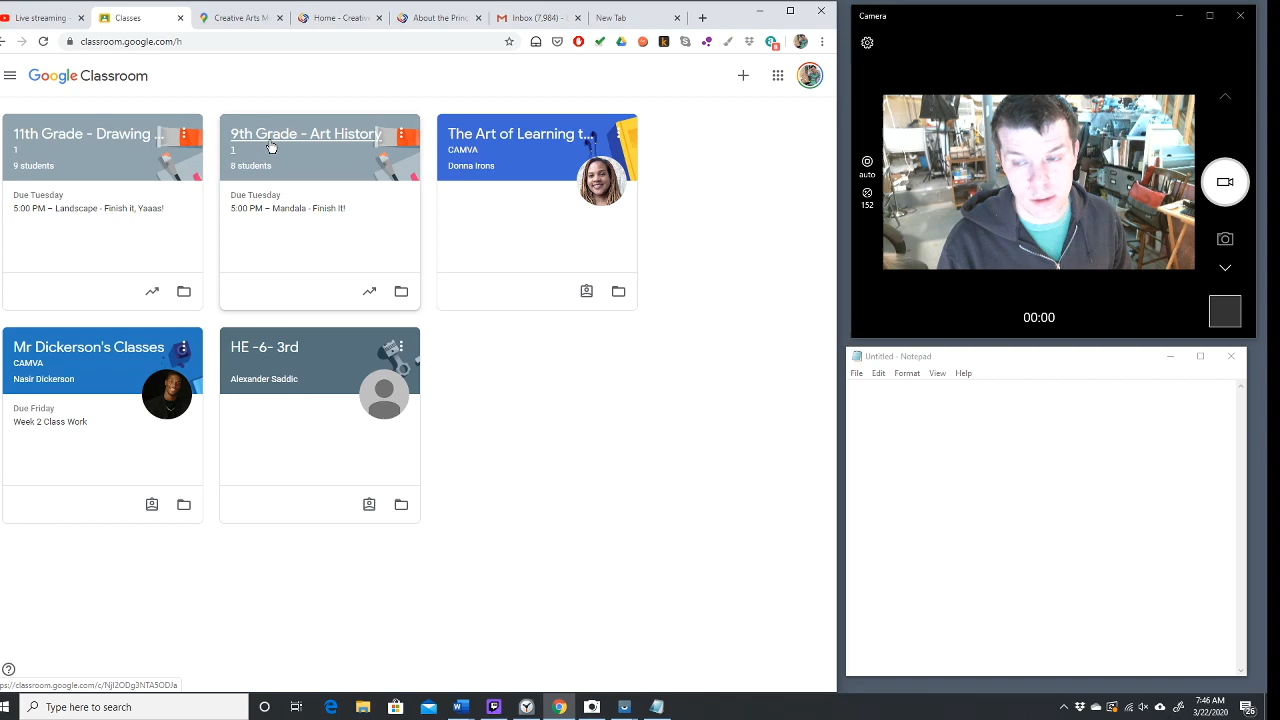 Live streaming
Classes
Creative Arts M
Home - Creativ
About the Princ
Inbox (7,984) -
New Tab
classroom.google.com/h
Google Classroom
11th Grade - Drawing ...
1
9 students
Due Tuesday
5:00 PM – Landscape - Finish it, Yaaas!
9th Grade - Art History
1
8 students
Due Tuesday
5:00 PM – Mandala - Finish It!
The Art of Learning t...
CAMVA
Donna Irons
Mr Dickerson's Classes
CAMVA
Nasir Dickerson
Due Friday
Week 2 Class Work
HE -6- 3rd
Alexander Saddic
Camera
auto
152
00:00
Untitled - Notepad
File Edit Format View Help
Type here to search
7:46 AM
3/22/2020
26